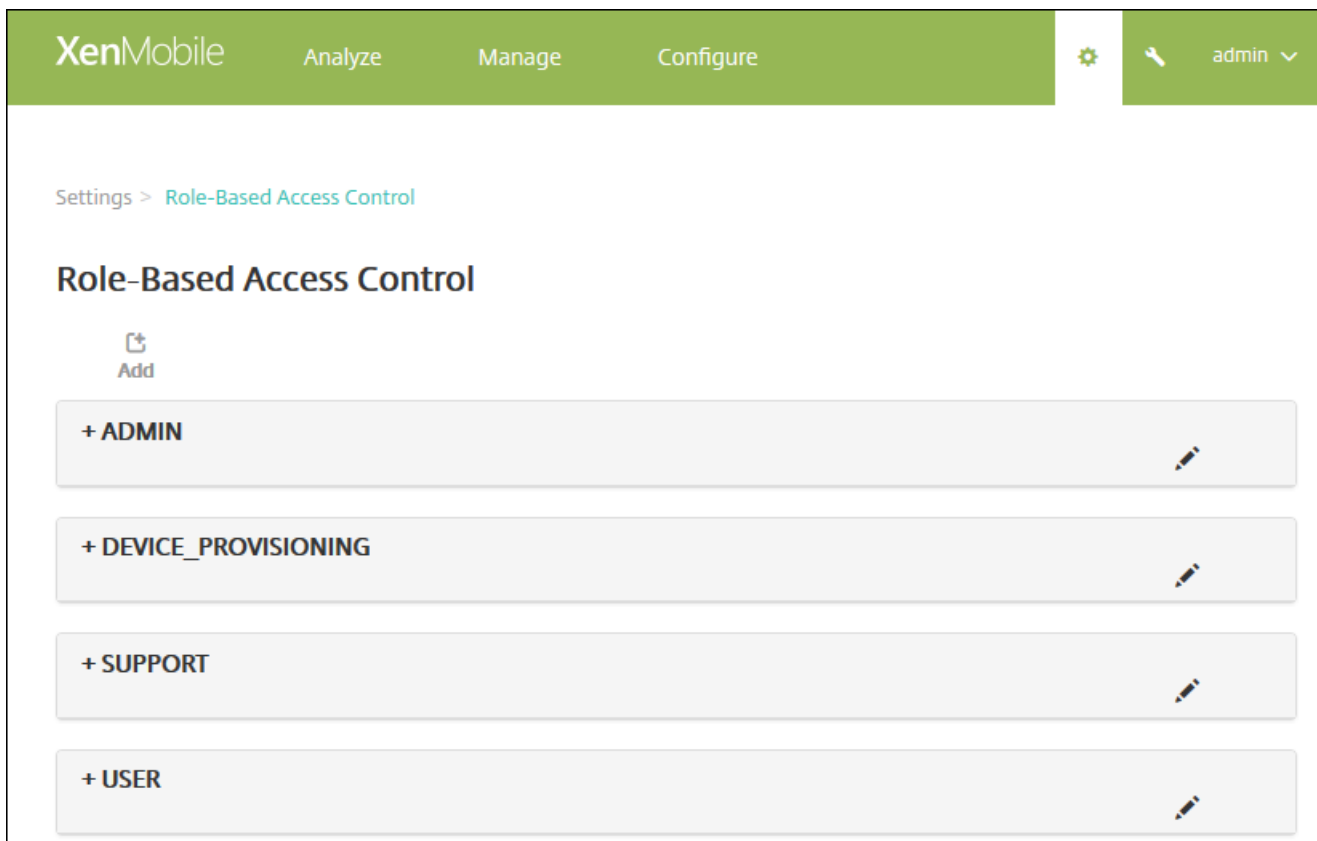 XenMobile Analyze Manage Configure admin
Settings > Role-Based Access Control
Role-Based Access Control
Add
+ ADMIN
+ DEVICE_PROVISIONING
+ SUPPORT
+ USER